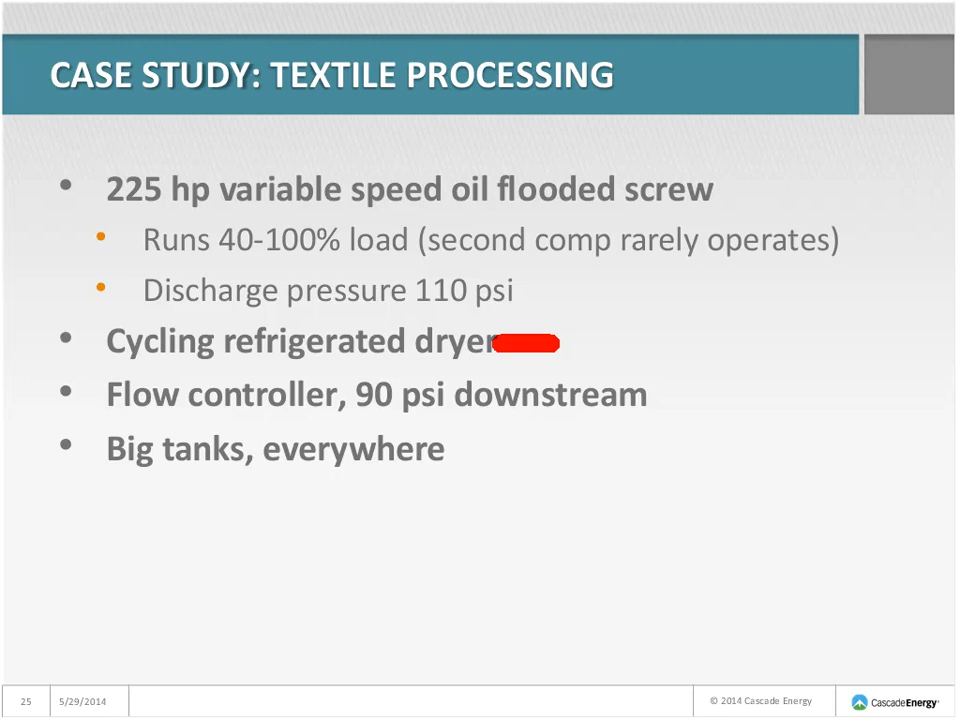 CASE STUDY: TEXTILE PROCESSING
• 225 hp variable speed oil flooded screw
• Runs 40-100% load (second comp rarely operates)
• Discharge pressure 110 psi
• Cycling refrigerated dryer
• Flow controller, 90 psi downstream
• Big tanks, everywhere
25
5/29/2014
© 2014 Cascade Energy
CascadeEnergy